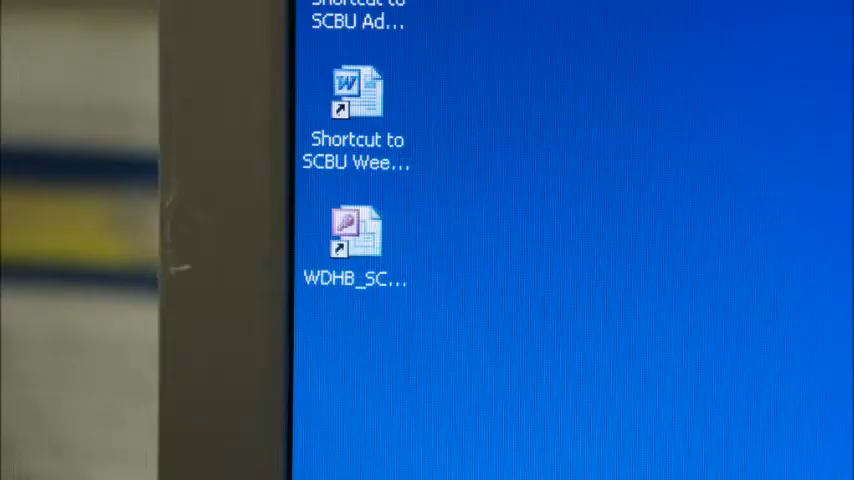 Shortcut to
SCBU Ad...
Shortcut to
SCBU Wee...
WDHB_SC...